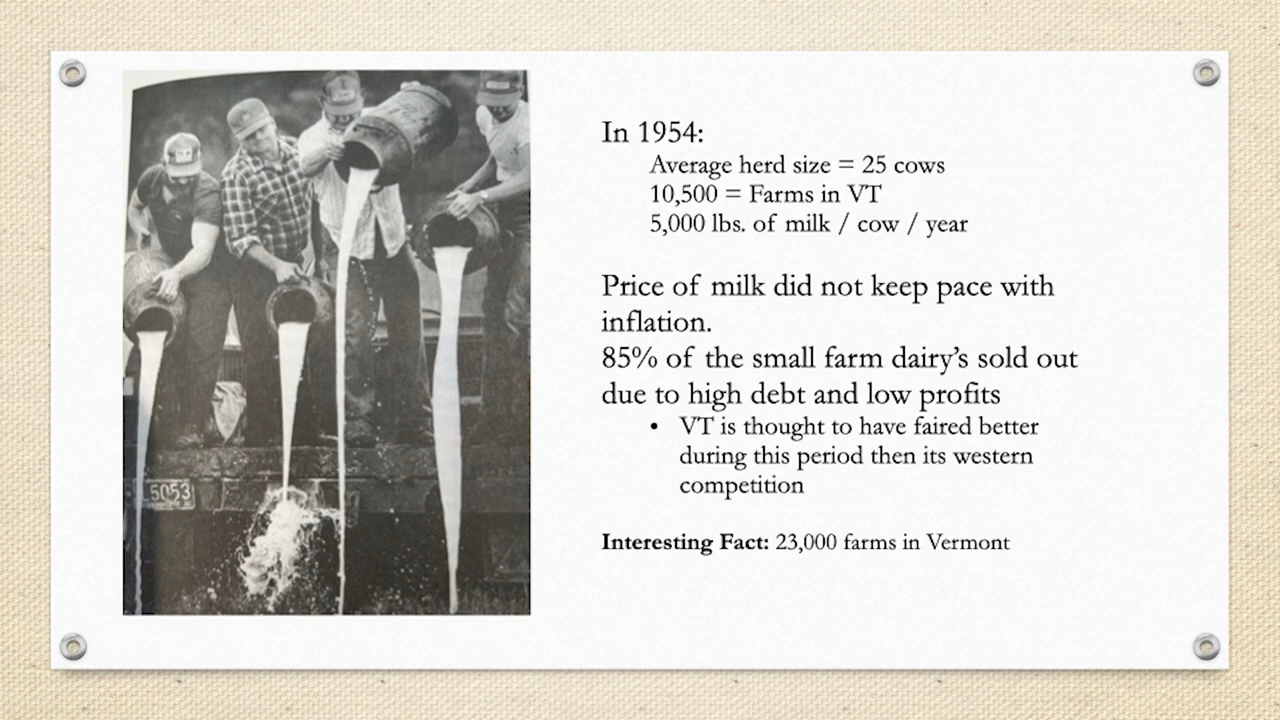 In 1954:
Average herd size = 25 cows
10,500 = Farms in VT
5,000 lbs. of milk / cow / year
Price of milk did not keep pace with
inflation.
85% of the small farm dairy’s sold out
due to high debt and low profits
• VT is thought to have faired better
during this period then its western
competition
Interesting Fact: 23,000 farms in Vermont
L5053